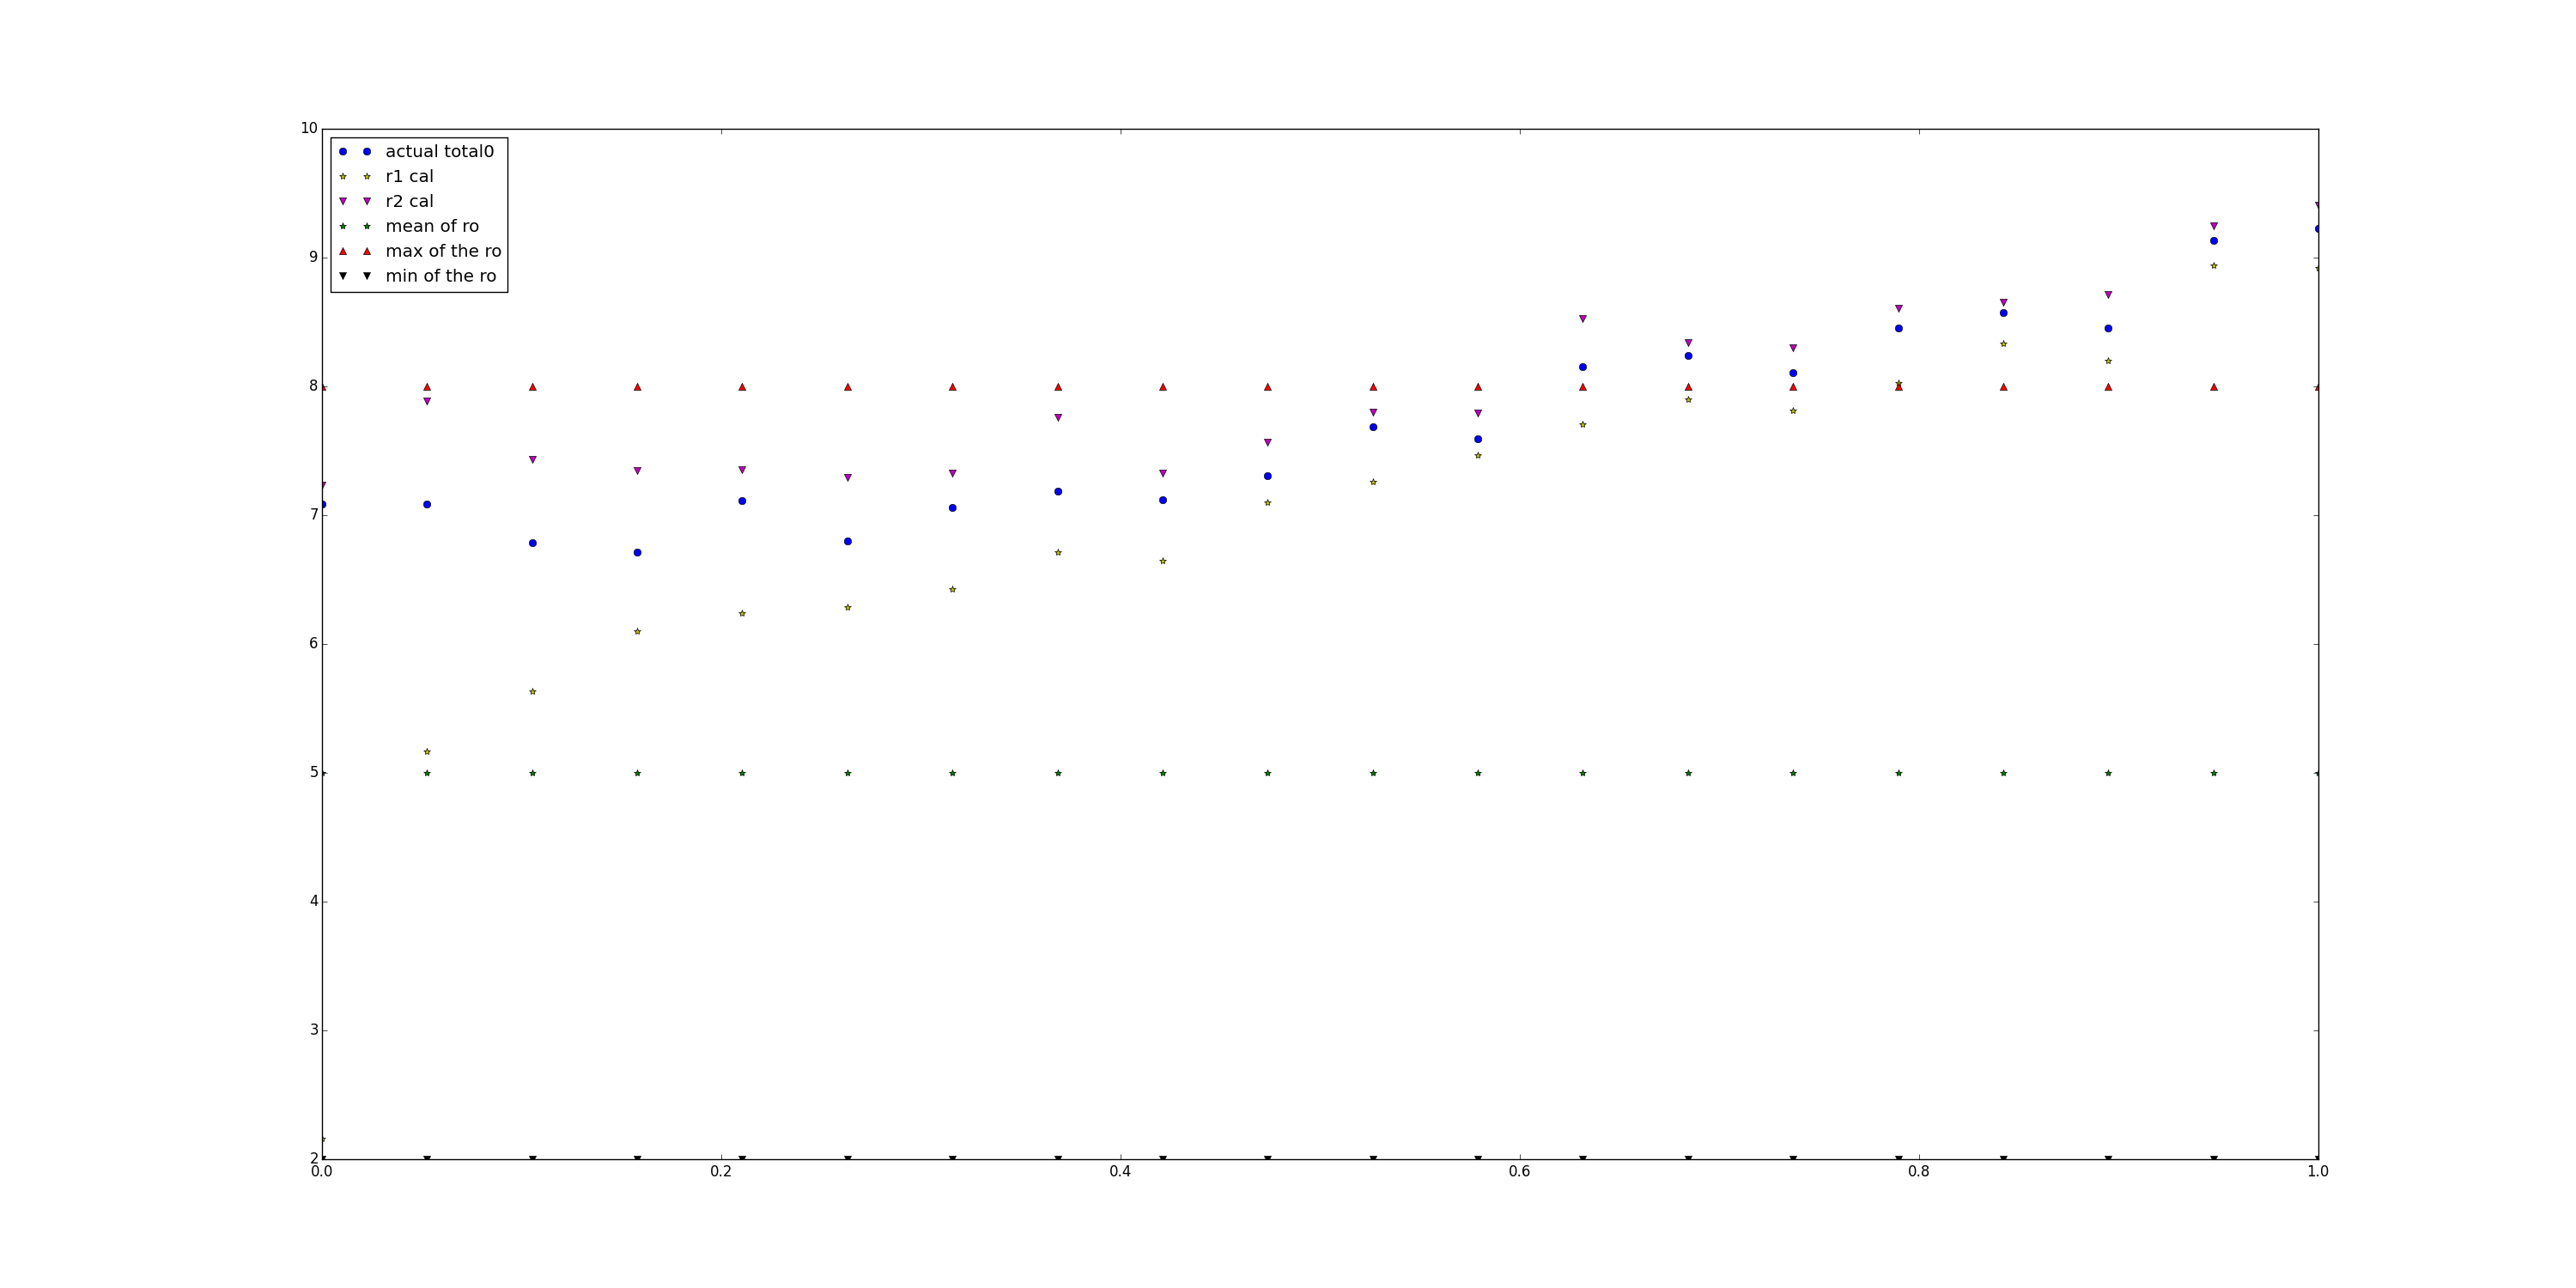 10
9
8
7
6
5
4
3
2
actual total0
r1 cal
r2 cal
mean of ro
max of the ro
min of the ro
0.0 0.2 0.4 0.6 0.8 1.0